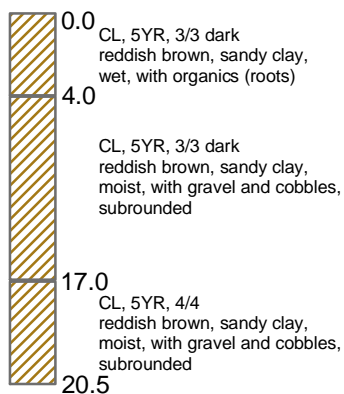 0.0
CL, 5YR, 3/3 dark
reddish brown, sandy clay,
wet, with organics (roots)
4.0
CL, 5YR, 3/3 dark
reddish brown, sandy clay,
moist, with gravel and cobbles,
subrounded
17.0
CL, 5YR, 4/4
reddish brown, sandy clay,
moist, with gravel and cobbles,
subrounded
20.5